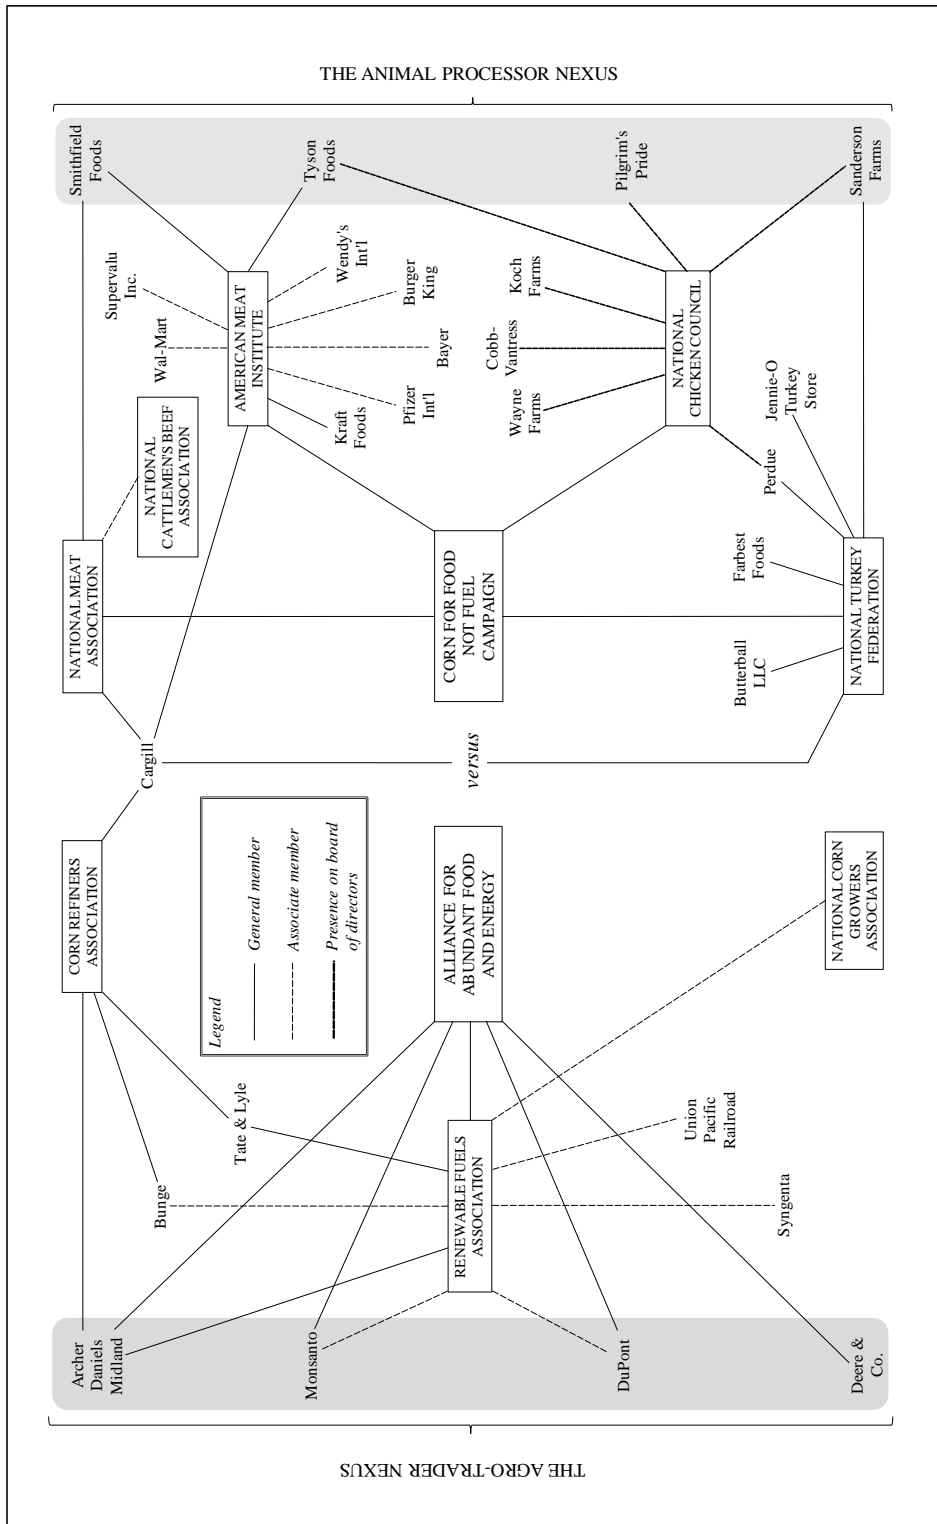 THE ANIMAL PROCESSOR NEXUS
Smithfield
Foods
Tyson
Foods
Pilgrim's
Pride
Sanderson
Farms
Supervalu
Inc.
Wal-Mart
Wendy's
Int'l
Burger
King
Bayer
Pfizer
Int'l
Kraft
Foods
AMERICAN MEAT
INSTITUTE
Koch
Farms
Cobb-
Vantress
Wayne
Farms
NATIONAL
CHICKEN COUNCIL
Jennie-O
Turkey
Store
Perdue
NATIONAL
CATTLEMEN'S BEEF
ASSOCIATION
NATIONAL MEAT
ASSOCIATION
CORN FOR FOOD
NOT FUEL
CAMPAIGN
Farbest
Foods
Butterball
LLC
NATIONAL TURKEY
FEDERATION
Cargill
versus
CORN REFINERS
ASSOCIATION
Legend
General member
Associate member
Presence on board
of directors
ALLIANCE FOR
ABUNDANT FOOD
AND ENERGY
NATIONAL CORN
GROWERS
ASSOCIATION
Tate & Lyle
Bunge
RENEWABLE FUELS
ASSOCIATION
Union
Pacific
Railroad
Syngenta
Archer
Daniels
Midland
Monsanto
DuPont
Deere &
Co.
THE AGRO-TRADER NEXUS